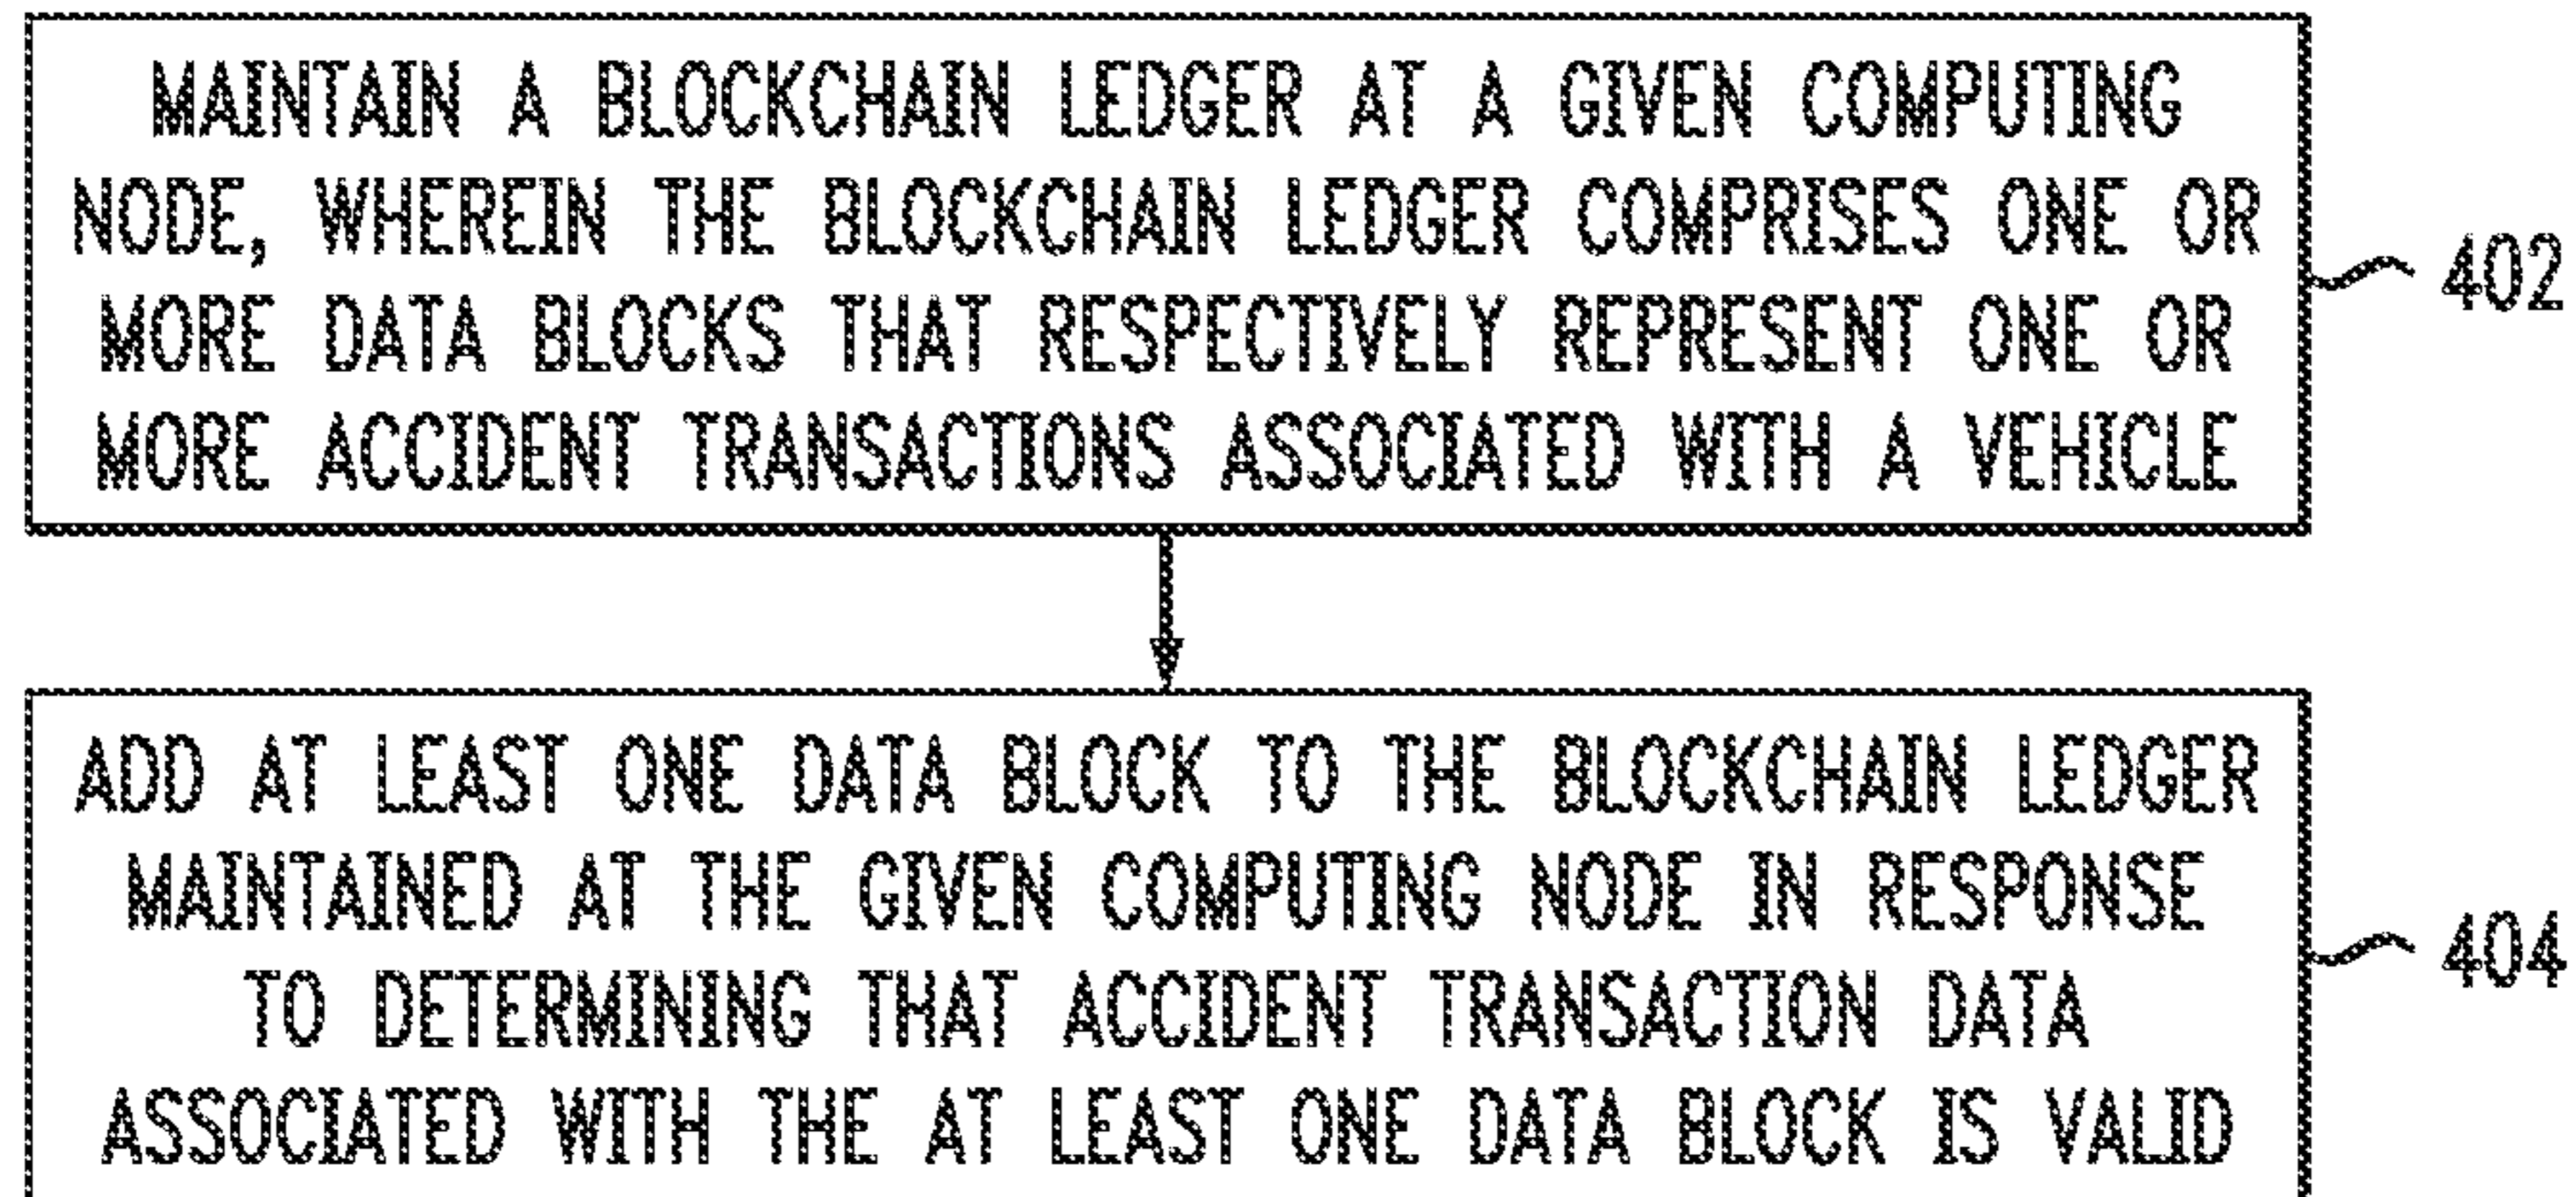 MAINTAIN A BLOCKCHAIN LEDGER AT A GIVEN COMPUTING
NODE, WHEREIN THE BLOCKCHAIN LEDGER COMPRISES ONE OR
MORE DATA BLOCKS THAT RESPECTIVELY REPRESENT ONE OR
MORE ACCIDENT TRANSACTIONS ASSOCIATED WITH A VEHICLE
402
ADD AT LEAST ONE DATA BLOCK TO THE BLOCKCHAIN LEDGER
MAINTAINED AT THE GIVEN COMPUTING NODE IN RESPONSE
TO DETERMINING THAT ACCIDENT TRANSACTION DATA
ASSOCIATED WITH THE AT LEAST ONE DATA BLOCK IS VALID
404